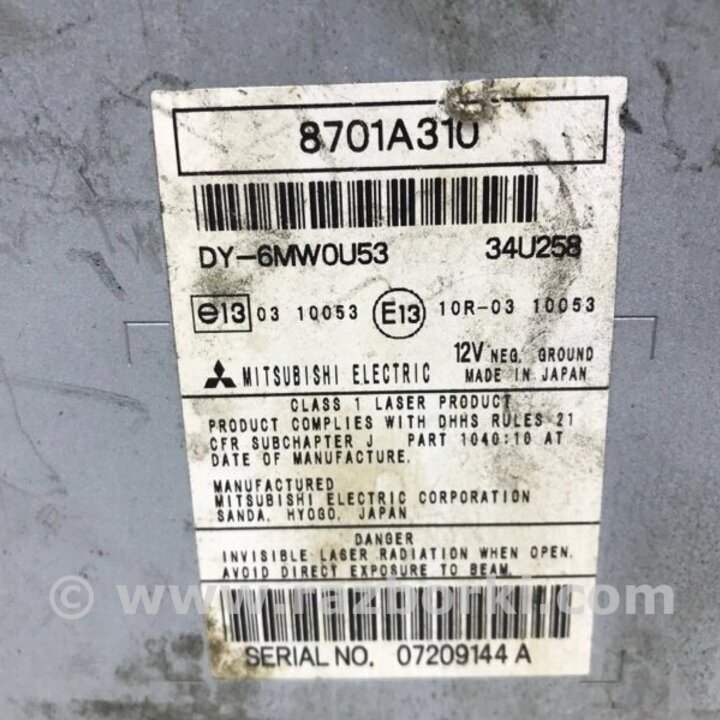 8701A310
DY-6MW0U53 34U258
e13 03 10053 E13 10R-03 10053
12V NEG. GROUND
MITSUBISHI ELECTRIC MADE IN JAPAN
CLASS 1 LASER PRODUCT
PRODUCT COMPLIES WITH DHHS RULES 21
CFR SUBCHAPTER J PART 1040:10 AT
DATE OF MANUFACTURE.
MANUFACTURED
MITSUBISHI ELECTRIC CORPORATION
SANDA, HYOGO, JAPAN
DANGER
INVISIBLE LASER RADIATION WHEN OPEN.
AVOID DIRECT EXPOSURE TO BEAM.
© www.razborki.com
SERIAL NO. 07209144 A